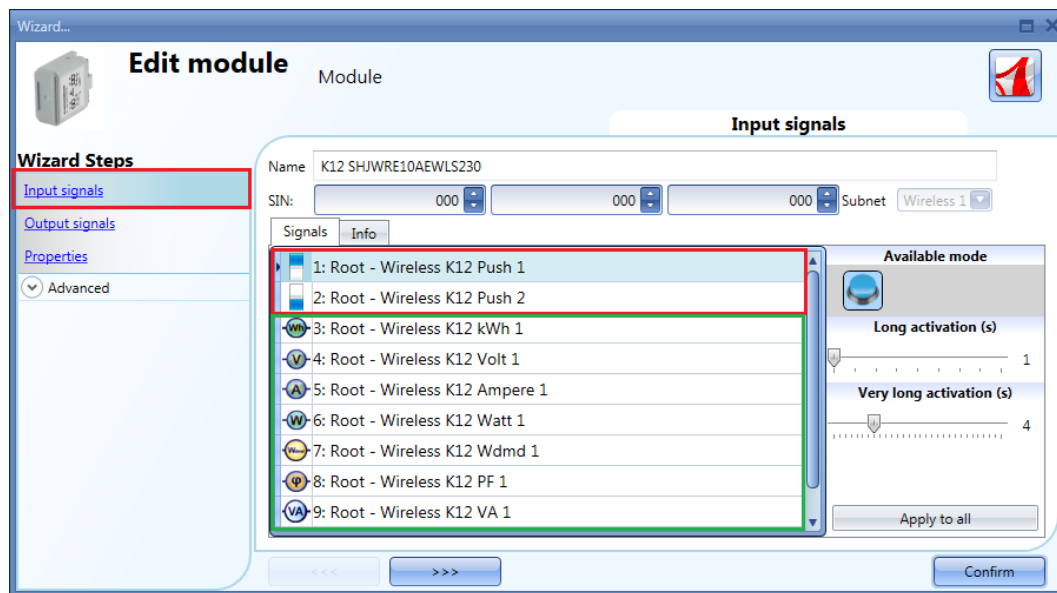 Wizard...
Edit module
Module
Input signals
Wizard Steps
Input signals
Output signals
Properties
Advanced
Name K12 SHJWRE10AEWLS230
SIN: 000 000 000 Subnet Wireless 1
Signals Info
1: Root - Wireless K12 Push 1
2: Root - Wireless K12 Push 2
Wh 3: Root - Wireless K12 kWh 1
V 4: Root - Wireless K12 Volt 1
A 5: Root - Wireless K12 Ampere 1
W 6: Root - Wireless K12 Watt 1
7: Root - Wireless K12 Wdmd 1
φ 8: Root - Wireless K12 PF 1
VA 9: Root - Wireless K12 VA 1
Available mode
Long activation (s)
1
Very long activation (s)
4
Apply to all
<<<
>>>
Confirm